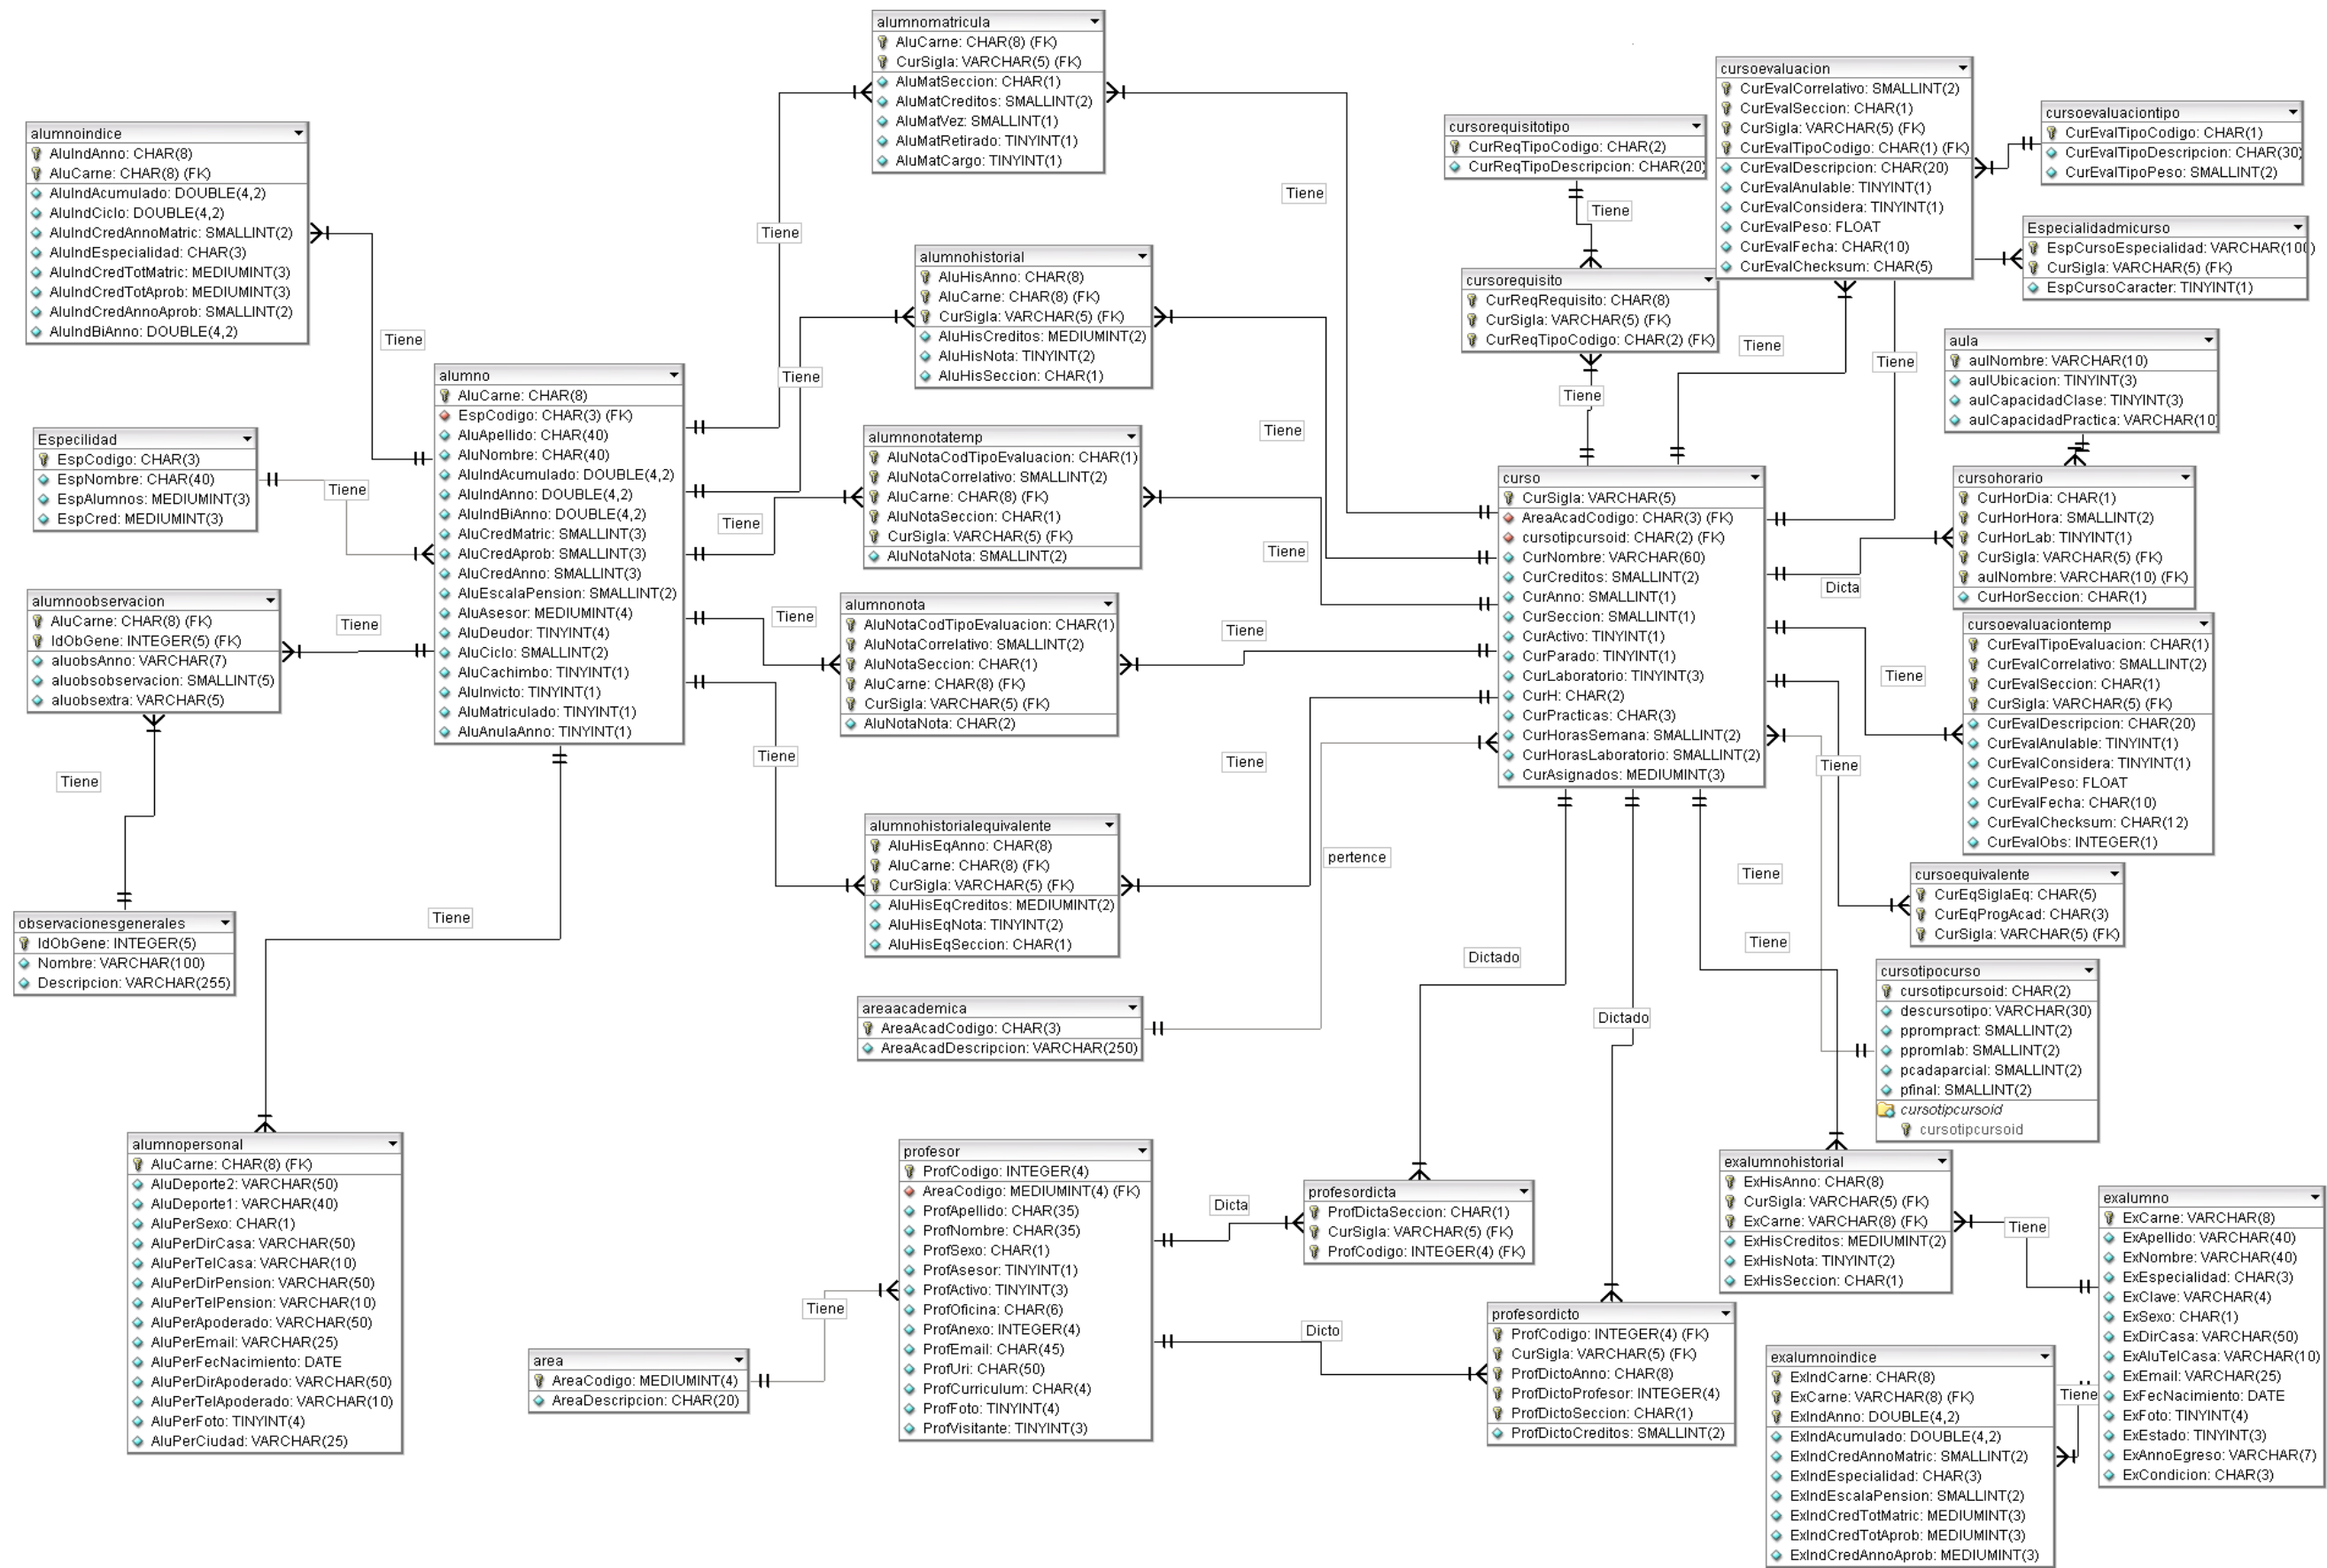 alumnomatricula
AluCarne: CHAR(8) (FK)
CurSigla: VARCHAR(5) (FK)
AluMatSeccion: CHAR(1)
AluMatCreditos: SMALLINT(2)
AluMatVez: SMALLINT(1)
AluMatRetirado: TINYINT(1)
AluMatCargo: TINYINT(1)
alumnoindice
AluIndAnno: CHAR(8)
AluCarne: CHAR(8) (FK)
AluIndAcumulado: DOUBLE(4,2)
AluIndCiclo: DOUBLE(4,2)
AluIndCredAnnoMatric: SMALLINT(2)
AluIndEspecialidad: CHAR(3)
AluIndCredTotMatric: MEDIUMINT(3)
AluIndCredTotAprob: MEDIUMINT(3)
AluIndCredAnnoAprob: SMALLINT(2)
AluIndBiAnno: DOUBLE(4,2)
Tiene
Especilidad
EspCodigo: CHAR(3)
EspNombre: CHAR(40)
EspAlumnos: MEDIUMINT(3)
EspCred: MEDIUMINT(3)
Tiene
alumnoobservacion
AluCarne: CHAR(8) (FK)
IdObGene: INTEGER(5) (FK)
aluobsAnno: VARCHAR(7)
aluobsobservacion: SMALLINT(5)
aluobsextra: VARCHAR(5)
Tiene
Tiene
observacionesgenerales
IdObGene: INTEGER(5)
Nombre: VARCHAR(100)
Descripcion: VARCHAR(255)
alumno
AluCarne: CHAR(8)
EspCodigo: CHAR(3) (FK)
AluApellido: CHAR(40)
AluNombre: CHAR(40)
AluIndAcumulado: DOUBLE(4,2)
AluIndAnno: DOUBLE(4,2)
AluIndBiAnno: DOUBLE(4,2)
AluCredMatric: SMALLINT(3)
AluCredAprob: SMALLINT(3)
AluCredAnno: SMALLINT(3)
AluEscalaPension: SMALLINT(2)
AluAsesor: MEDIUMINT(4)
AluDeudor: TINYINT(4)
AluCiclo: SMALLINT(2)
AluCachimbo: TINYINT(1)
AluInvicto: TINYINT(1)
AluMatriculado: TINYINT(1)
AluAnulaAnno: TINYINT(1)
Tiene
Tiene
Tiene
Tiene
Tiene
Tiene
alumnopersonal
AluCarne: CHAR(8) (FK)
AluDeporte2: VARCHAR(50)
AluDeporte1: VARCHAR(40)
AluPerSexo: CHAR(1)
AluPerDirCasa: VARCHAR(50)
AluPerTelCasa: VARCHAR(10)
AluPerDirPension: VARCHAR(50)
AluPerTelPension: VARCHAR(10)
AluPerApoderado: VARCHAR(50)
AluPerEmail: VARCHAR(25)
AluPerFecNacimiento: DATE
AluPerDirApoderado: VARCHAR(50)
AluPerTelApoderado: VARCHAR(10)
AluPerFoto: TINYINT(4)
AluPerCiudad: VARCHAR(25)
alumnohistorial
AluHisAnno: CHAR(8)
AluCarne: CHAR(8) (FK)
CurSigla: VARCHAR(5) (FK)
AluHisCreditos: MEDIUMINT(2)
AluHisNota: TINYINT(2)
AluHisSeccion: CHAR(1)
alumnonotatemp
AluNotaCodTipoEvaluacion: CHAR(1)
AluNotaCorrelativo: SMALLINT(2)
AluCarne: CHAR(8) (FK)
AluNotaSeccion: CHAR(1)
CurSigla: VARCHAR(5) (FK)
AluNotaNota: SMALLINT(2)
alumnonota
AluNotaCodTipoEvaluacion: CHAR(1)
AluNotaCorrelativo: SMALLINT(2)
AluNotaSeccion: CHAR(1)
AluCarne: CHAR(8) (FK)
CurSigla: VARCHAR(5) (FK)
AluNotaNota: CHAR(2)
alumnohistorialequivalente
AluHisEqAnno: CHAR(8)
AluCarne: CHAR(8) (FK)
CurSigla: VARCHAR(5) (FK)
AluHisEqCreditos: MEDIUMINT(2)
AluHisEqNota: TINYINT(2)
AluHisEqSeccion: CHAR(1)
areaacademica
AreaAcadCodigo: CHAR(3)
AreaAcadDescripcion: VARCHAR(250)
Tiene
Tiene
Tiene
Tiene
Tiene
pertence
profesor
ProfCodigo: INTEGER(4)
AreaCodigo: MEDIUMINT(4) (FK)
ProfApellido: CHAR(35)
ProfNombre: CHAR(35)
ProfSexo: CHAR(1)
ProfAsesor: TINYINT(1)
ProfActivo: TINYINT(3)
ProfOficina: CHAR(6)
ProfAnexo: INTEGER(4)
ProfEmail: CHAR(45)
ProfUri: CHAR(50)
ProfCurriculum: CHAR(4)
ProfFoto: TINYINT(4)
ProfVisitante: TINYINT(3)
Tiene
area
AreaCodigo: MEDIUMINT(4)
AreaDescripcion: CHAR(20)
Dicta
Dicto
Dictado
Dictado
profesordicta
ProfDictaSeccion: CHAR(1)
CurSigla: VARCHAR(5) (FK)
ProfCodigo: INTEGER(4) (FK)
profesordicto
ProfCodigo: INTEGER(4) (FK)
CurSigla: VARCHAR(5) (FK)
ProfDictoAnno: CHAR(8)
ProfDictoProfesor: INTEGER(4)
ProfDictoSeccion: CHAR(1)
ProfDictoCreditos: SMALLINT(2)
cursorequisitotipo
CurReqTipoCodigo: CHAR(2)
CurReqTipoDescripcion: CHAR(20)
Tiene
cursorequisito
CurReqRequisito: CHAR(8)
CurSigla: VARCHAR(5) (FK)
CurReqTipoCodigo: CHAR(2) (FK)
Tiene
curso
CurSigla: VARCHAR(5)
AreaAcadCodigo: CHAR(3) (FK)
cursotipcursoid: CHAR(2) (FK)
CurNombre: VARCHAR(60)
CurCreditos: SMALLINT(2)
CurAnno: SMALLINT(1)
CurSeccion: SMALLINT(1)
CurActivo: TINYINT(1)
CurParado: TINYINT(1)
CurLaboratorio: TINYINT(3)
CurH: CHAR(2)
CurPracticas: CHAR(3)
CurHorasSemana: SMALLINT(2)
CurHorasLaboratorio: SMALLINT(2)
CurAsignados: MEDIUMINT(3)
cursoevaluacion
CurEvalCorrelativo: SMALLINT(2)
CurEvalSeccion: CHAR(1)
CurSigla: VARCHAR(5) (FK)
CurEvalTipoCodigo: CHAR(1) (FK)
CurEvalDescripcion: CHAR(20)
CurEvalAnulable: TINYINT(1)
CurEvalConsidera: TINYINT(1)
CurEvalPeso: FLOAT
CurEvalFecha: CHAR(10)
CurEvalChecksum: CHAR(5)
Tiene
Tiene
cursoevaluaciontipo
CurEvalTipoCodigo: CHAR(1)
CurEvalTipoDescripcion: CHAR(30)
CurEvalTipoPeso: SMALLINT(2)
Especialidadmicurso
EspCursoEspecialidad: VARCHAR(100)
CurSigla: VARCHAR(5) (FK)
EspCursoCaracter: TINYINT(1)
aula
aulNombre: VARCHAR(10)
aulUbicacion: TINYINT(3)
aulCapacidadClase: TINYINT(3)
aulCapacidadPractica: VARCHAR(10)
cursohorario
CurHorDia: CHAR(1)
CurHorHora: SMALLINT(2)
CurHorLab: TINYINT(1)
CurSigla: VARCHAR(5) (FK)
aulNombre: VARCHAR(10) (FK)
CurHorSeccion: CHAR(1)
Dicta
cursoevaluaciontemp
CurEvalTipoEvaluacion: CHAR(1)
CurEvalCorrelativo: SMALLINT(2)
CurEvalSeccion: CHAR(1)
CurSigla: VARCHAR(5) (FK)
CurEvalDescripcion: CHAR(20)
CurEvalAnulable: TINYINT(1)
CurEvalConsidera: TINYINT(1)
CurEvalPeso: FLOAT
CurEvalFecha: CHAR(10)
CurEvalChecksum: CHAR(12)
CurEvalObs: INTEGER(1)
Tiene
Tiene
Tiene
Tiene
cursoequivalente
CurEqSiglaEq: CHAR(5)
CurEqProgAcad: CHAR(3)
CurSigla: VARCHAR(5) (FK)
cursotipocurso
cursotipcursoid: CHAR(2)
descursotipo: VARCHAR(30)
pprompract: SMALLINT(2)
ppromlab: SMALLINT(2)
pcadaparcial: SMALLINT(2)
pfinal: SMALLINT(2)
cursotipcursoid
cursotipcursoid
exalumnohistorial
ExHisAnno: CHAR(8)
CurSigla: VARCHAR(5) (FK)
ExCarne: VARCHAR(8) (FK)
ExHisCreditos: MEDIUMINT(2)
ExHisNota: TINYINT(2)
ExHisSeccion: CHAR(1)
Tiene
exalumno
ExCarne: VARCHAR(8)
ExApellido: VARCHAR(40)
ExNombre: VARCHAR(40)
ExEspecialidad: CHAR(3)
ExClave: VARCHAR(4)
ExSexo: CHAR(1)
ExDirCasa: VARCHAR(50)
ExAluTelCasa: VARCHAR(10)
ExEmail: VARCHAR(25)
ExFecNacimiento: DATE
ExFoto: TINYINT(4)
ExEstado: TINYINT(3)
ExAnnoEgreso: VARCHAR(7)
ExCondicion: CHAR(3)
Tiene
exalumnoindice
ExIndCarne: CHAR(8)
ExCarne: VARCHAR(8) (FK)
ExIndAnno: DOUBLE(4,2)
ExIndAcumulado: DOUBLE(4,2)
ExIndCredAnnoMatric: SMALLINT(2)
ExIndEspecialidad: CHAR(3)
ExIndEscalaPension: SMALLINT(2)
ExIndCredTotMatric: MEDIUMINT(3)
ExIndCredTotAprob: MEDIUMINT(3)
ExIndCredAnnoAprob: MEDIUMINT(3)